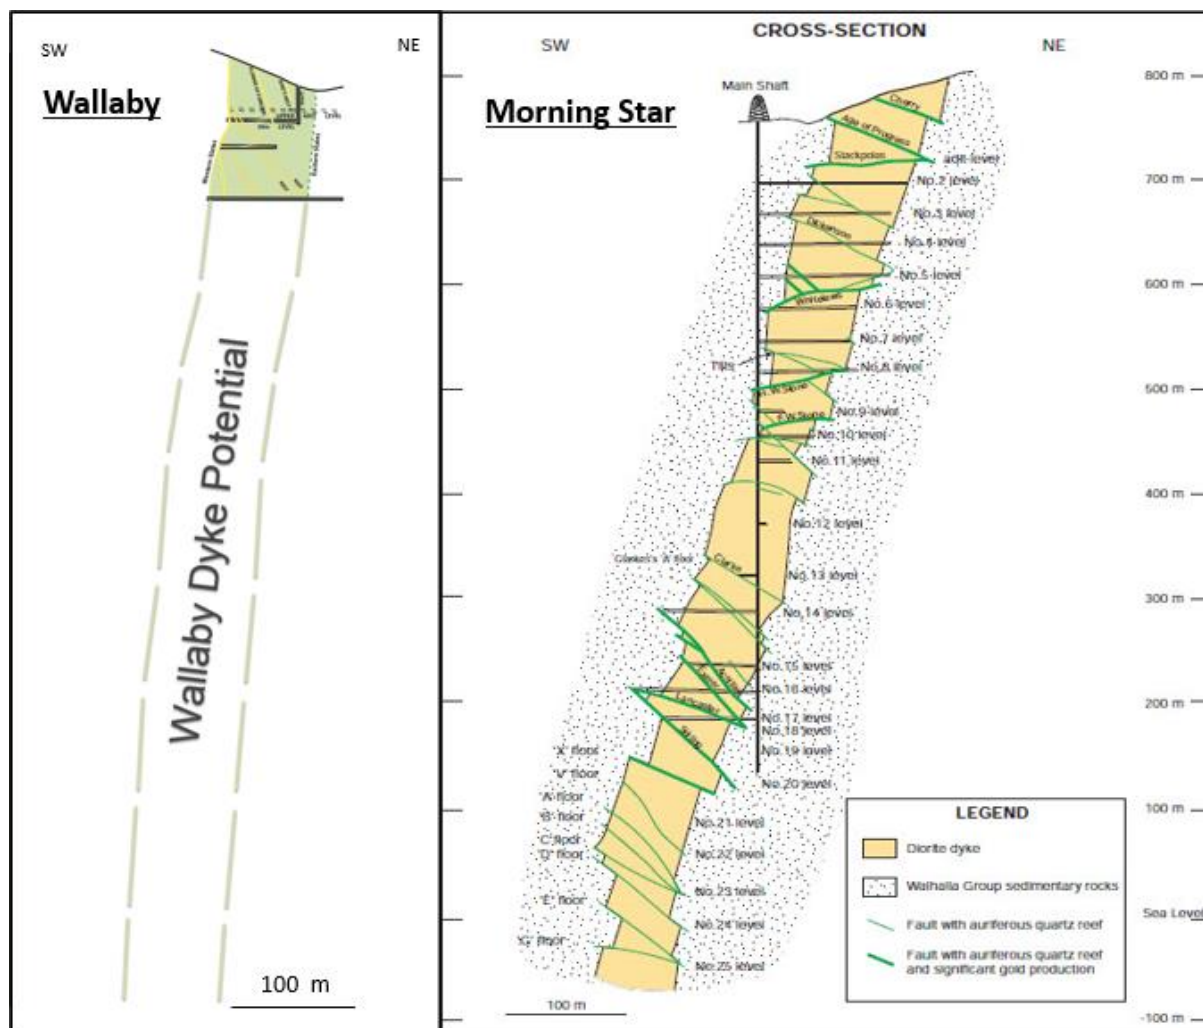 SW
NE
Wallaby
Wallaby Dyke Potential
100 m
CROSS-SECTION
SW
NE
Morning Star
Main Shaft
Cherry
Age of Progress
Stackpoles
adit level
No.2 level
No.3 level
Dickenson
No.4 level
No.5 level
Whitelaws
No.6 level
No.7 level
No.8 level
No.9 level
No.10 level
No.11 level
No.12 level
Clarke
No.13 level
No.14 level
No.15 level
No.16 level
No.17 level
No.18 level
No.19 level
No.20 level
'X' floor
'V' floor
'A' floor
'B' floor
'C' floor
'D' floor
'E' floor
No.21 level
No.22 level
No.23 level
No.24 level
No.25 level
100 m
800 m
700 m
600 m
500 m
400 m
300 m
200 m
100 m
Sea Level
-100 m
LEGEND
Diorite dyke
Walhalla Group sedimentary rocks
Fault with auriferous quartz reef
Fault with auriferous quartz reef
and significant gold production